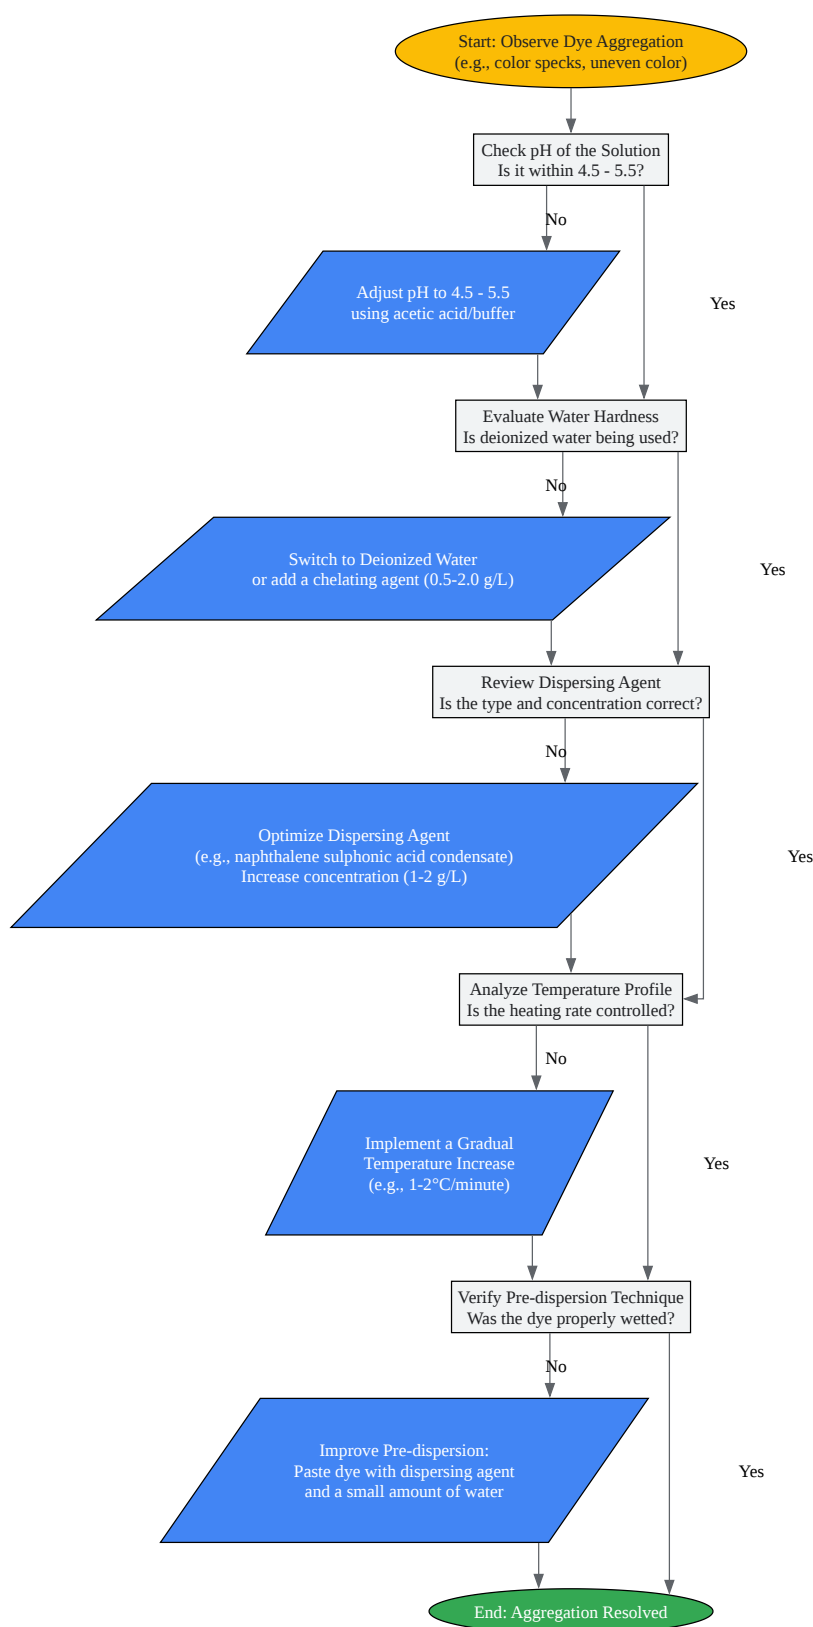 Start: Observe Dye Aggregation
(e.g., color specks, uneven color)
Check pH of the Solution
Is it within 4.5 - 5.5?
No
Adjust pH to 4.5 - 5.5
using acetic acid/buffer
Yes
Evaluate Water Hardness
Is deionized water being used?
No
Switch to Deionized Water
or add a chelating agent (0.5-2.0 g/L)
Yes
Review Dispersing Agent
Is the type and concentration correct?
No
Optimize Dispersing Agent
(e.g., naphthalene sulphonic acid condensate)
Increase concentration (1-2 g/L)
Yes
Analyze Temperature Profile
Is the heating rate controlled?
No
Implement a Gradual
Temperature Increase
(e.g., 1-2°C/minute)
Yes
Verify Pre-dispersion Technique
Was the dye properly wetted?
No
Improve Pre-dispersion:
Paste dye with dispersing agent
and a small amount of water
Yes
End: Aggregation Resolved